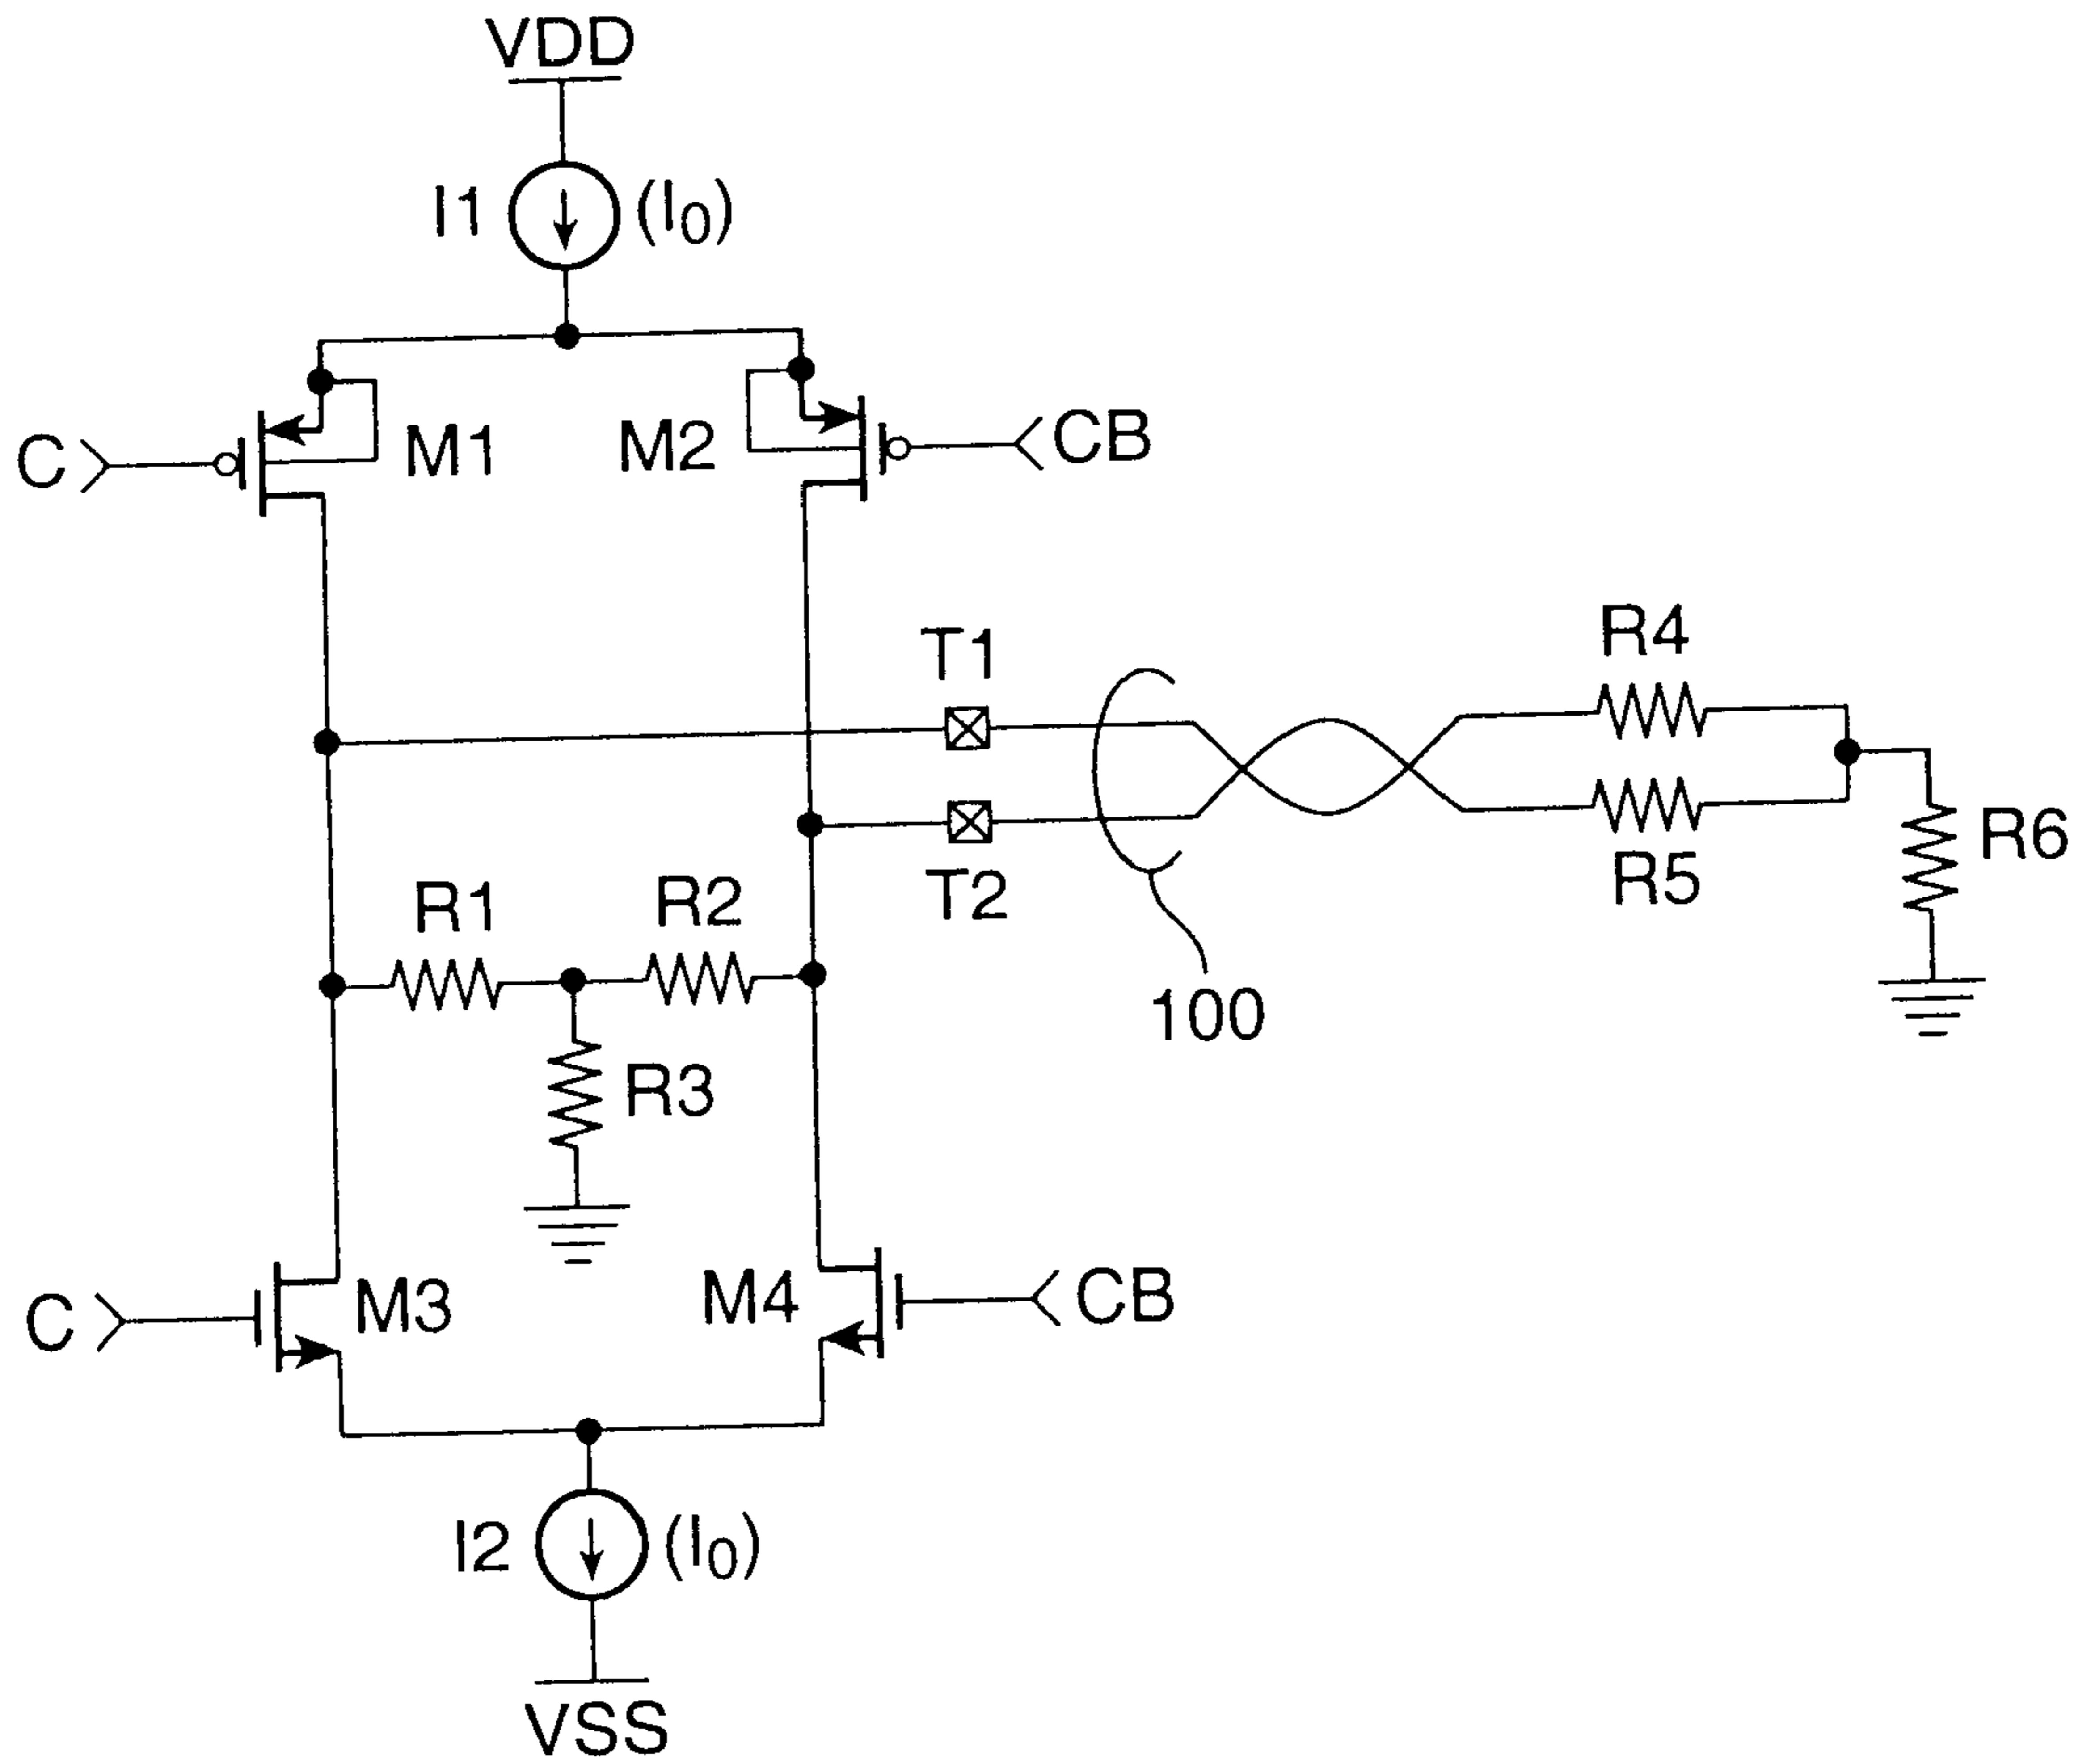 VDD
I1 (I0)
C M1 M2 CB
R4
T1
R6
R5
T2
R1 R2
100
R3
C M3 M4 CB
I2 (I0)
VSS